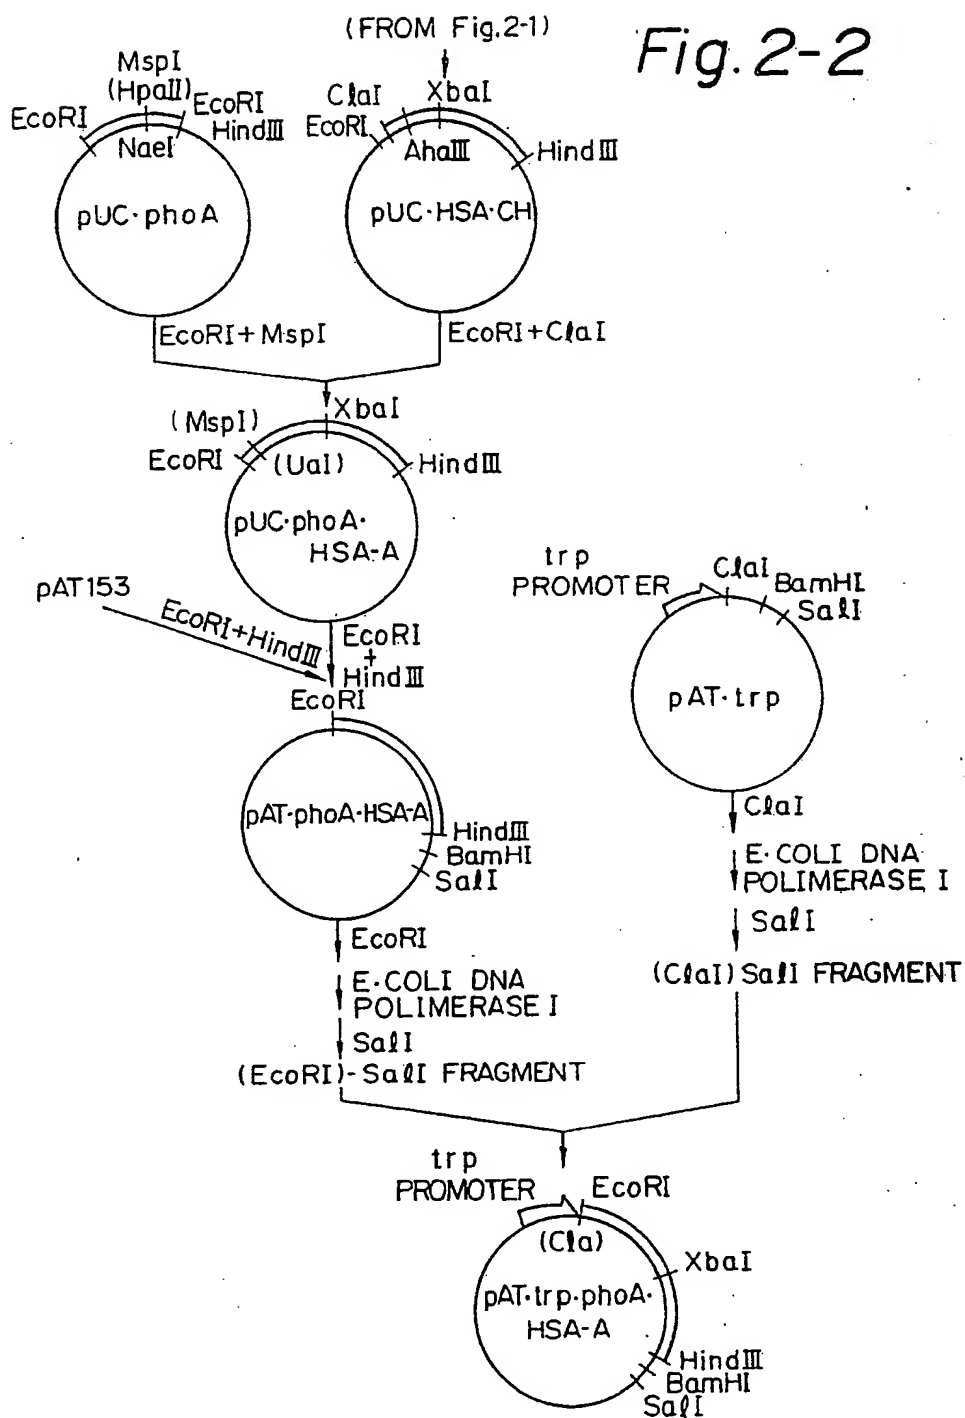 (FROM Fig.2-1)
Fig. 2-2
MspI
(HpaII)
EcoRI
EcoRI
HindIII
NaeI
pUC·phoA
ClaI
XbaI
EcoRI
AhaIII
HindIII
pUC·HSA·CH
EcoRI+MspI
EcoRI+ClaI
(MspI)
XbaI
EcoRI
(UaI)
HindIII
pUC·phoA·
HSA-A
pAT153
EcoRI+HindIII
EcoRI
+
HindIII
EcoRI
pAT·phoA·HSA-A
HindIII
BamHI
SalI
EcoRI
E·COLI DNA
POLIMERASE I
SalI
(EcoRI)-SalI FRAGMENT
trp
PROMOTER
ClaI
BamHI
SalI
pAT·trp
ClaI
E·COLI DNA
POLIMERASE I
SalI
(ClaI) SalI FRAGMENT
trp
PROMOTER
EcoRI
(Cla)
XbaI
pAT·trp·phoA·
HSA-A
HindIII
BamHI
SalI